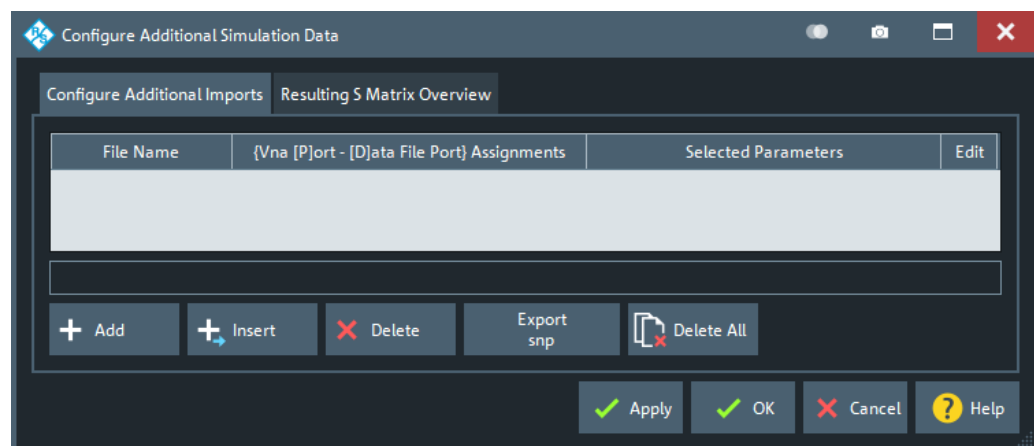 R/S Configure Additional Simulation Data
Configure Additional Imports Resulting S Matrix Overview
File Name {Vna [P]ort - [D]ata File Port} Assignments Selected Parameters Edit
Add Insert Delete Export
snp Delete All
Apply OK Cancel ? Help